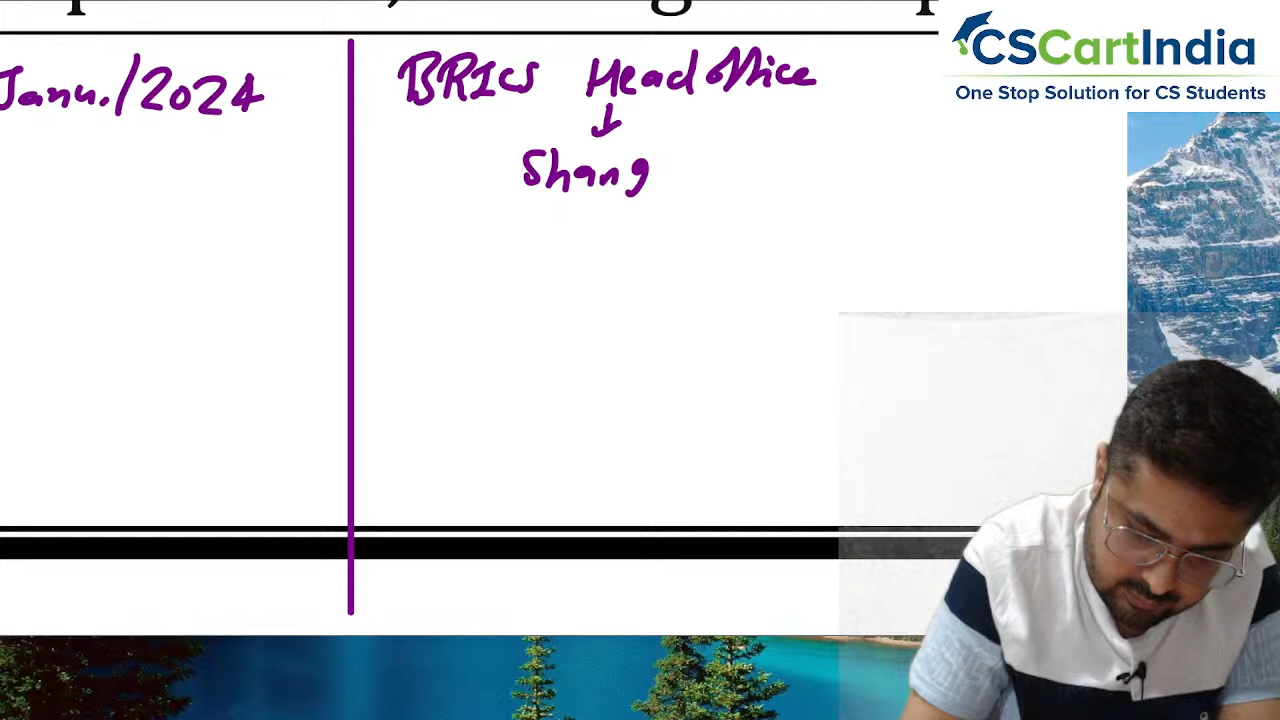 CSCartIndia
One Stop Solution for CS Students
Janu./2024
BRICS Head office
Shang